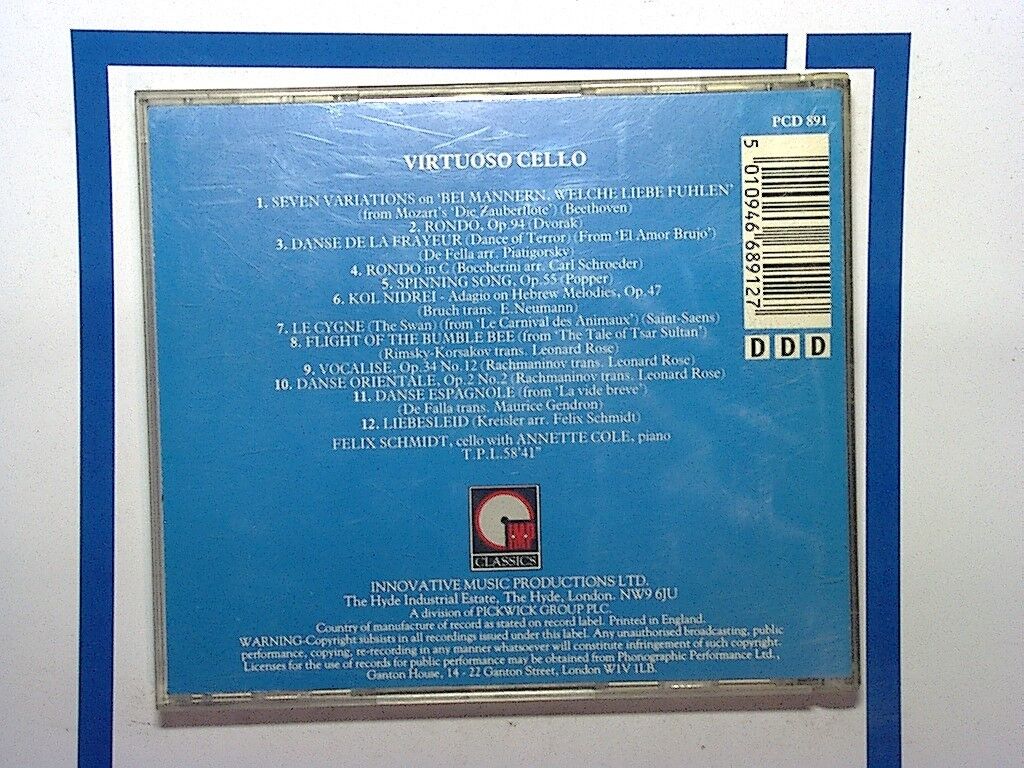 PCD 891
VIRTUOSO CELLO
1. SEVEN VARIATIONS on 'BEI MANNERN, WELCHE LIEBE FUHLEN'
(from Mozart's 'Die Zauberflote') (Beethoven)
2. RONDO, Op.94 (Dvorak)
3. DANSE DE LA FRAYEUR (Dance of Terror) (From 'El Amor Brujo')
(De Fella arr. Piatigorsky)
4. RONDO in C (Boccherini arr. Carl Schroeder)
5. SPINNING SONG, Op.55 (Popper)
6. KOL NIDREI - Adagio on Hebrew Melodies, Op.47
(Bruch trans. E.Neumann)
7. LE CYGNE (The Swan) (from 'Le Carnival des Animaux') (Saint-Saens)
8. FLIGHT OF THE BUMBLE BEE (from 'The Tale of Tsar Sultan')
(Rimsky-Korsakov trans. Leonard Rose)
9. VOCALISE, Op.34 No.12 (Rachmaninov trans. Leonard Rose)
10. DANSE ORIENTALE, Op.2 No.2 (Rachmaninov trans. Leonard Rose)
11. DANSE ESPAGNOLE (from 'La vide breve')
(De Falla trans. Maurice Gendron)
12. LIEBESLEID (Kreisler arr. Felix Schmidt)
FELIX SCHMIDT, cello with ANNETTE COLE, piano
T.P.L.58'41"
5 010946 689127
DDD
IMP
CLASSICS
INNOVATIVE MUSIC PRODUCTIONS LTD.
The Hyde Industrial Estate, The Hyde, London. NW9 6JU
A division of PICKWICK GROUP PLC.
Country of manufacture of record as stated on record label. Printed in England.
WARNING-Copyright subsists in all recordings issued under this label. Any unauthorised broadcasting, public
performance, copying, re-recording in any manner whatsoever will constitute infringement of such copyright.
Licenses for the use of records for public performance may be obtained from Phonographic Performance Ltd.,
Ganton House, 14 - 22 Ganton Street, London W1V 1LB.